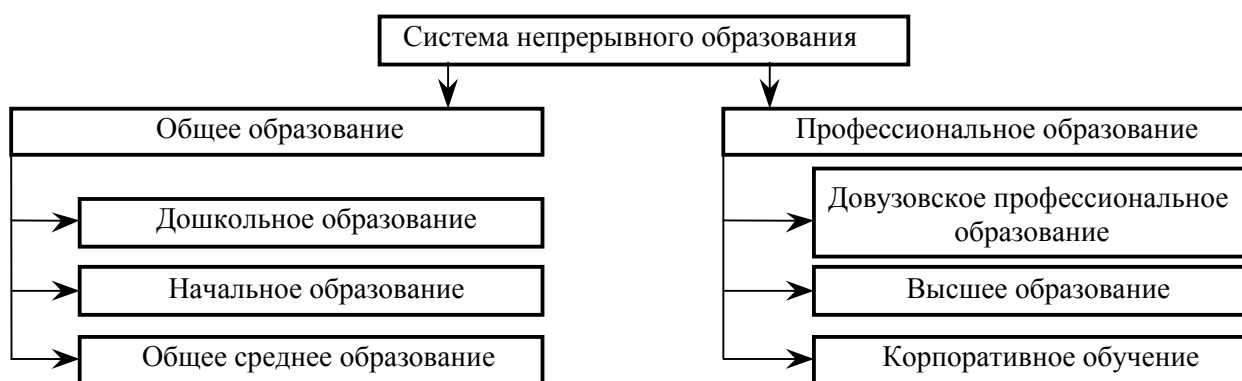 Система непрерывного образования
Общее образование
Дошкольное образование
Начальное образование
Общее среднее образование
Профессиональное образование
Довузовское профессиональное
образование
Высшее образование
Корпоративное обучение